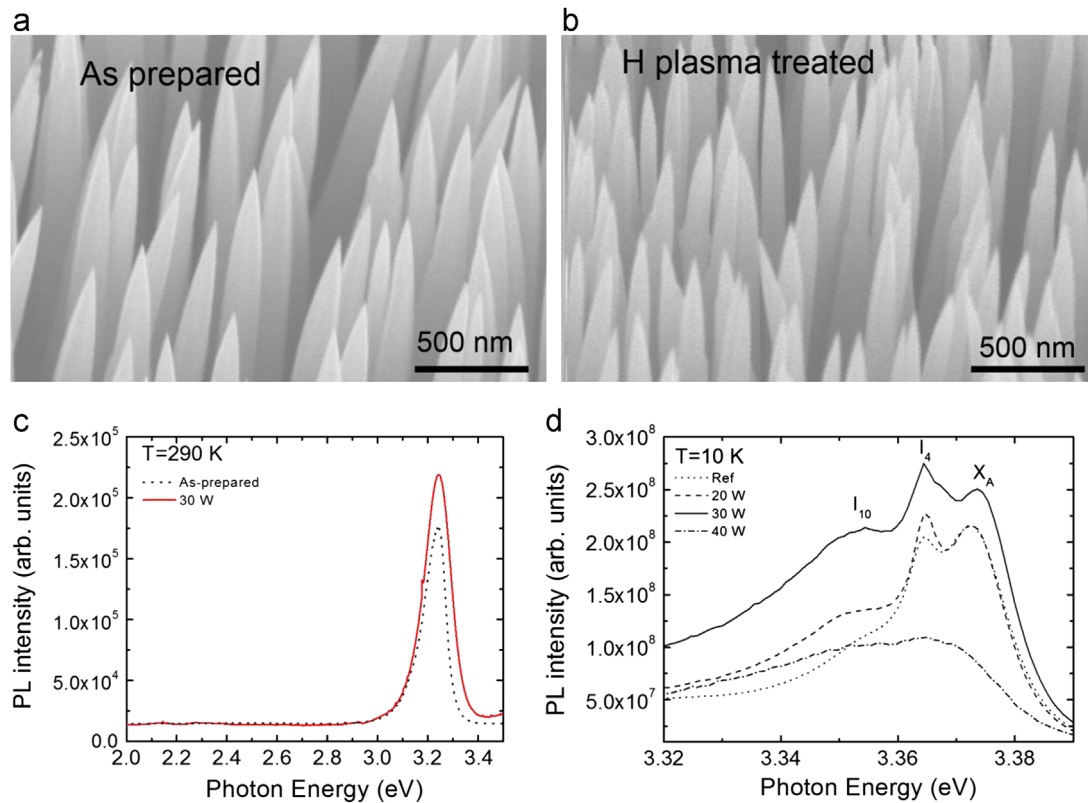 a
As prepared
500 nm
b
H plasma treated
500 nm
c
T=290 K
As-prepared
30 W
PL intensity (arb. units)
2.5x10⁵
2.0x10⁵
1.5x10⁵
1.0x10⁵
5.0x10⁴
0.0
2.0 2.2 2.4 2.6 2.8 3.0 3.2 3.4
Photon Energy (eV)
d
T=10 K
Ref
20 W
30 W
40 W
I₁₀
I₄
X_A
PL intensity (arb. units)
3.0x10⁸
2.5x10⁸
2.0x10⁸
1.5x10⁸
1.0x10⁸
5.0x10⁷
3.32 3.34 3.36 3.38
Photon Energy (eV)